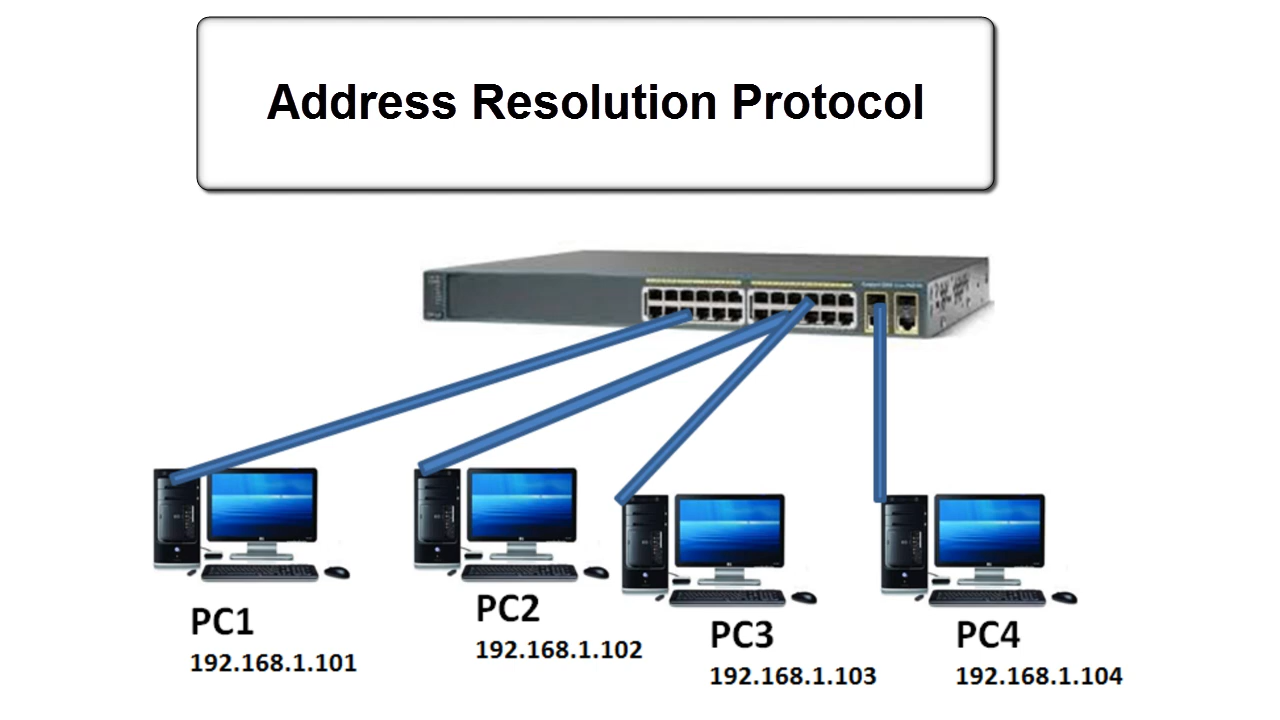 Address Resolution Protocol
PC1
192.168.1.101
PC2
192.168.1.102
PC3
192.168.1.103
PC4
192.168.1.104